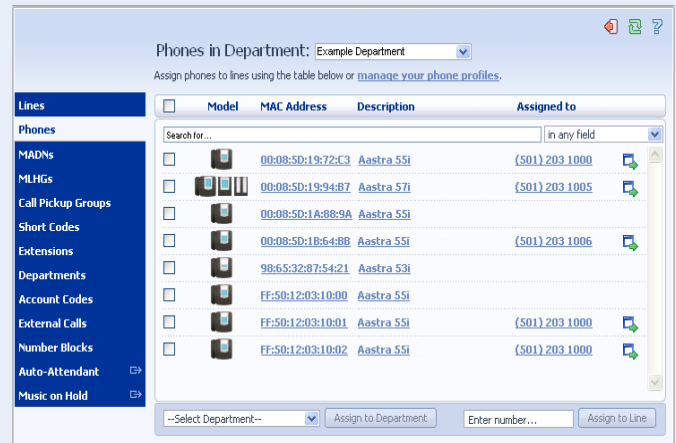 Phones in Department: Example Department
Assign phones to lines using the table below or manage your phone profiles.
Lines
Phones
MADNs
MLHGs
Call Pickup Groups
Short Codes
Extensions
Departments
Account Codes
External Calls
Number Blocks
Auto-Attendant
Music on Hold
Model MAC Address Description Assigned to
Search for... in any field
00:08:5D:19:72:C3 Aastra 55i (501) 203 1000
00:08:5D:19:94:B7 Aastra 57i (501) 203 1005
00:08:5D:1A:88:9A Aastra 55i
00:08:5D:1B:64:BB Aastra 55i (501) 203 1006
98:65:32:87:54:21 Aastra 53i
FF:50:12:03:10:00 Aastra 55i
FF:50:12:03:10:01 Aastra 55i (501) 203 1000
FF:50:12:03:10:02 Aastra 55i (501) 203 1000
--Select Department-- Assign to Department Enter number... Assign to Line